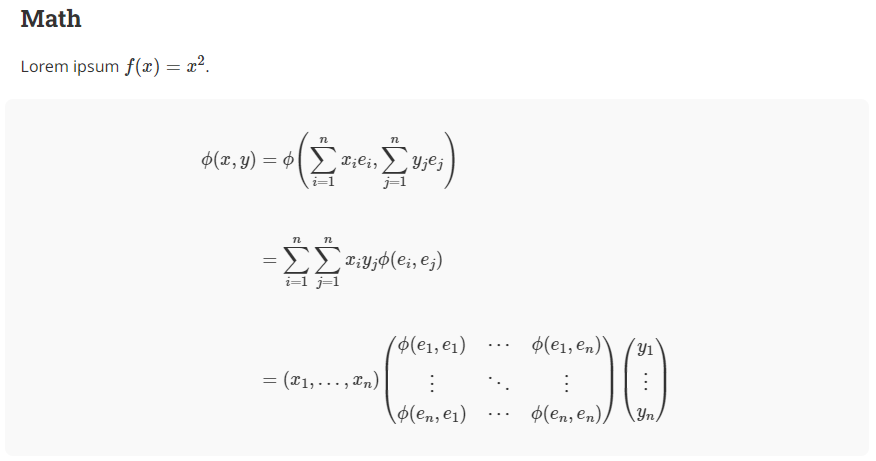 Math
Lorem ipsum f(x) = x².
$\phi(x,y) = \phi\left(\sum_{i=1}^{n} x_i e_i, \sum_{j=1}^{n} y_j e_j\right)$
$= \sum_{i=1}^{n} \sum_{j=1}^{n} x_i y_j \phi(e_i, e_j)$
$= (x_1, \ldots, x_n) \begin{pmatrix} \phi(e_1, e_1) & \cdots & \phi(e_1, e_n) \\ \vdots & \ddots & \vdots \\ \phi(e_n, e_1) & \cdots & \phi(e_n, e_n) \end{pmatrix} \begin{pmatrix} y_1 \\ \vdots \\ y_n \end{pmatrix}$